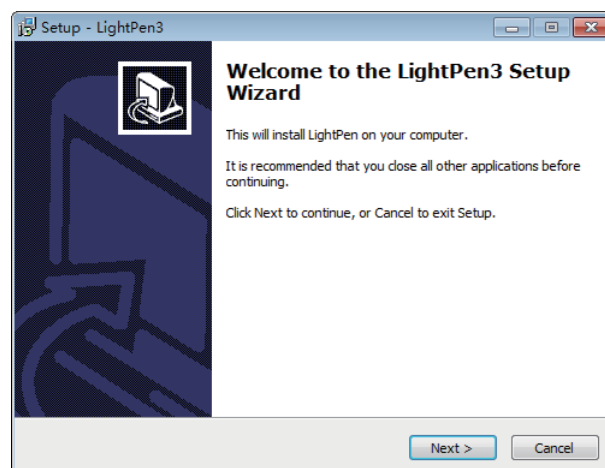 Setup - LightPen3
Welcome to the LightPen3 Setup
Wizard
This will install LightPen on your computer.
It is recommended that you close all other applications before
continuing.
Click Next to continue, or Cancel to exit Setup.
Next >
Cancel